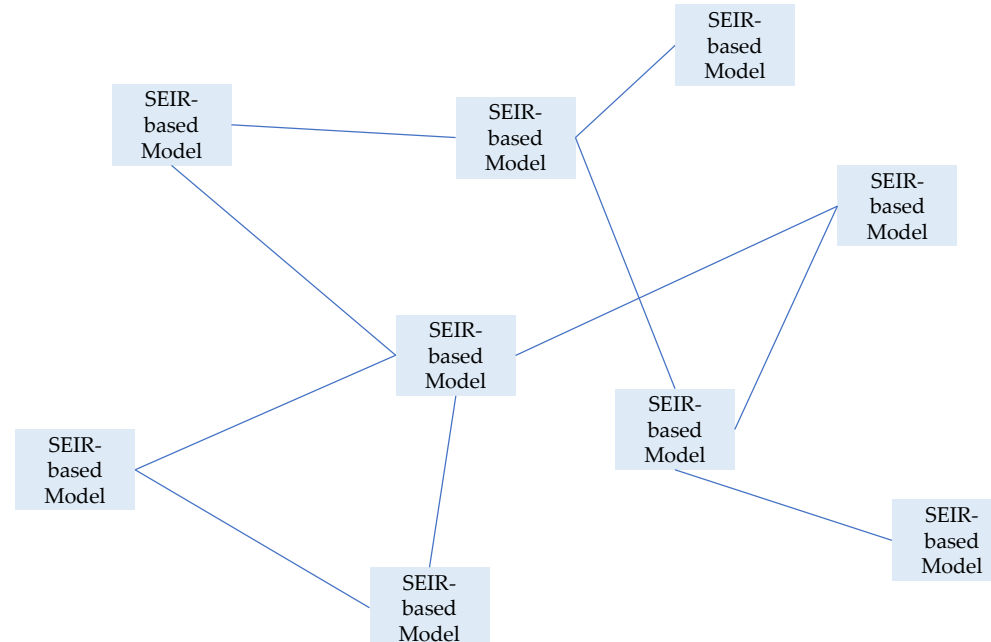 SEIR-
based
Model
SEIR-
based
Model
SEIR-
based
Model
SEIR-
based
Model
SEIR-
based
Model
SEIR-
based
Model
SEIR-
based
Model
SEIR-
based
Model
SEIR-
based
Model